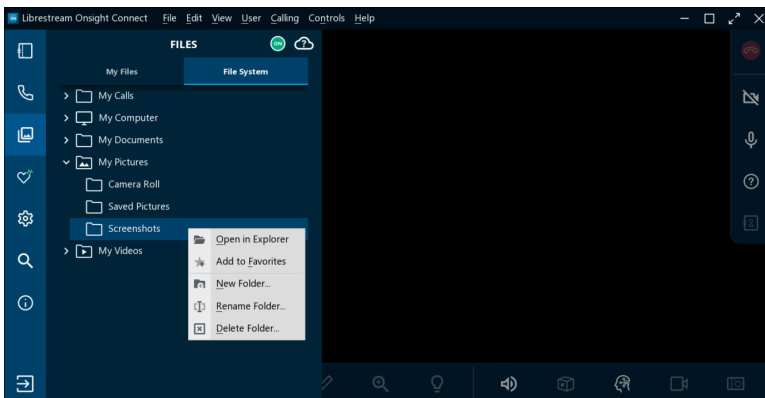 Librestream Onsight Connect File Edit View User Calling Controls Help
FILES ON
My Files File System
My Calls
My Computer
My Documents
My Pictures
Camera Roll
Saved Pictures
Screenshots
Open in Explorer
My Videos
Add to Favorites
New Folder...
Rename Folder...
Delete Folder...